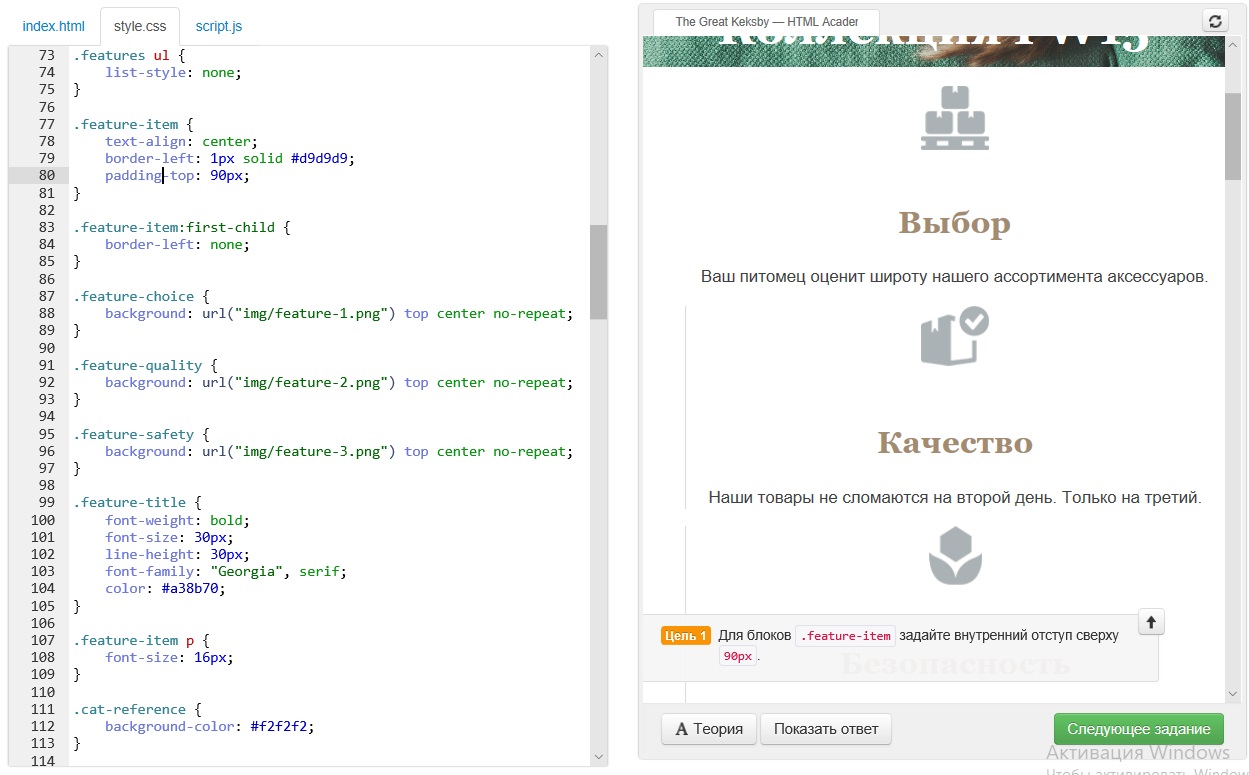 index.html
style.css
script.js
73 .features ul {
74 list-style: none;
75 }
76
77 .feature-item {
78 text-align: center;
79 border-left: 1px solid #d9d9d9;
80 padding-top: 90px;
81 }
82
83 .feature-item:first-child {
84 border-left: none;
85 }
86
87 .feature-choice {
88 background: url("img/feature-1.png") top center no-repeat;
89 }
90
91 .feature-quality {
92 background: url("img/feature-2.png") top center no-repeat;
93 }
94
95 .feature-safety {
96 background: url("img/feature-3.png") top center no-repeat;
97 }
98
99 .feature-title {
100 font-weight: bold;
101 font-size: 30px;
102 line-height: 30px;
103 font-family: "Georgia", serif;
104 color: #a38b70;
105 }
106
107 .feature-item p {
108 font-size: 16px;
109 }
110
111 .cat-reference {
112 background-color: #f2f2f2;
113 }
114
The Great Keksby — HTML Acader
Коллекция FW15
Выбор
Ваш питомец оценит широту нашего ассортимента аксессуаров.
Качество
Наши товары не сломаются на второй день. Только на третий.
Цель 1 Для блоков .feature-item задайте внутренний отступ сверху
90px.
Безопасность
A Теория
Показать ответ
Следующее задание
Активация Windows
Чтобы активировать Window